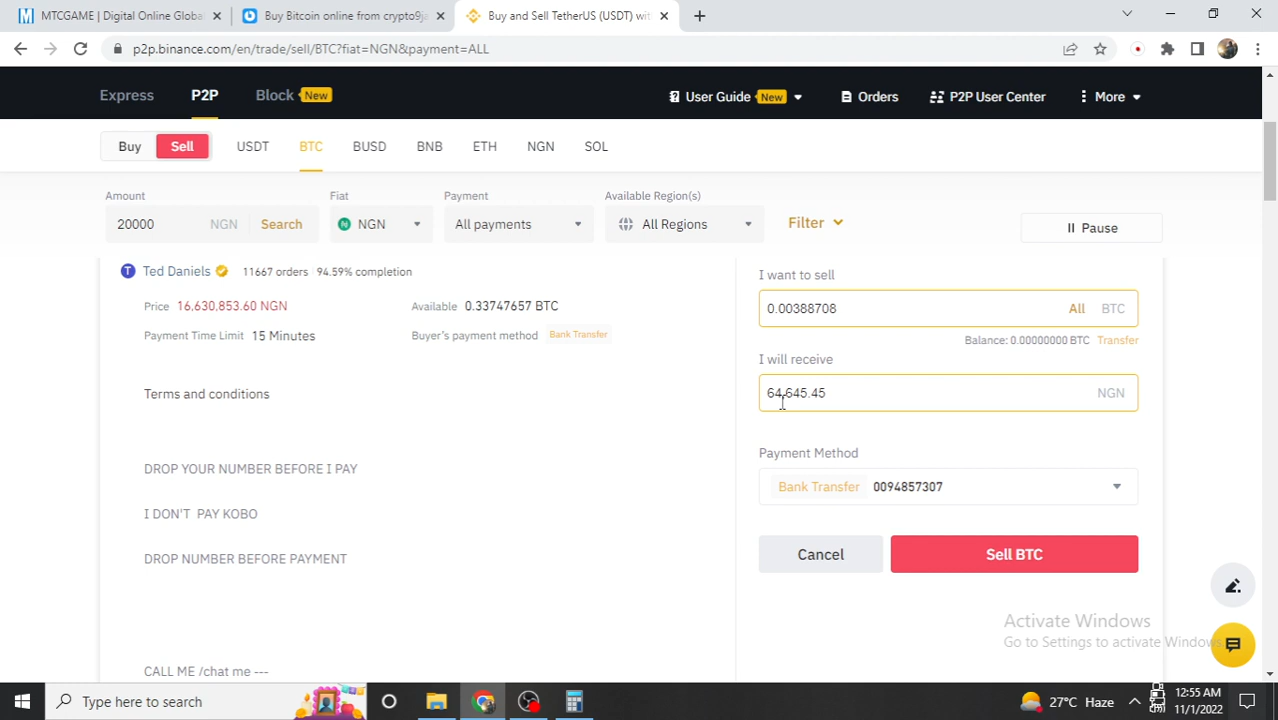 MTCGAME | Digital Online Global
Buy Bitcoin online from crypto9ja
Buy and Sell TetherUS (USDT) wit
p2p.binance.com/en/trade/sell/BTC?fiat=NGN&payment=ALL
Express P2P Block New
User Guide New Orders P2P User Center More
Buy Sell USDT BTC BUSD BNB ETH NGN SOL
Amount Fiat Payment Available Region(s)
20000 NGN Search NGN All payments All Regions Filter Pause
T Ted Daniels 11667 orders 94.59% completion
Price 16,630,853.60 NGN Available 0.33747657 BTC
Payment Time Limit 15 Minutes Buyer's payment method Bank Transfer
Terms and conditions
DROP YOUR NUMBER BEFORE I PAY
I DON'T PAY KOBO
DROP NUMBER BEFORE PAYMENT
CALL ME /chat me ---
I want to sell
0.00388708 All BTC
Balance: 0.00000000 BTC Transfer
I will receive
64,645.45 NGN
Payment Method
Bank Transfer 0094857307
Cancel Sell BTC
Activate Windows
Go to Settings to activate Windows.
Type here to search
27°C Haze
12:55 AM
11/1/2022